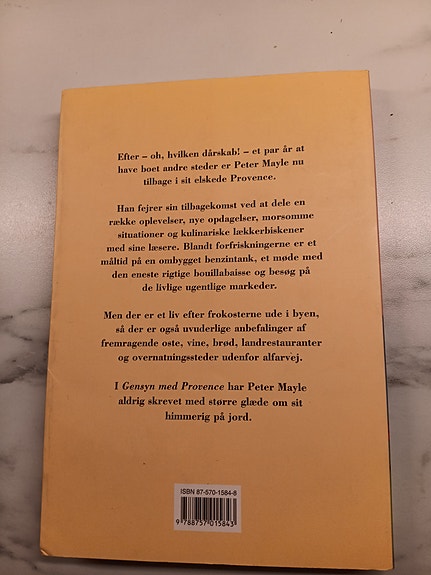 Efter – oh, hvilken dårskab! – et par år at
have boet andre steder er Peter Mayle nu
tilbage i sit elskede Provence.
Han fejrer sin tilbagekomst ved at dele en
række oplevelser, nye opdagelser, morsomme
situationer og kulinariske lækkerbiskener
med sine læsere. Blandt forfriskningerne er et
måltid på en ombygget benzintank, et møde med
den eneste rigtige bouillabaisse og besøg på
de livlige ugentlige markeder.
Men der er et liv efter frokosterne ude i byen,
så der er også uvuderlige anbefalinger af
fremragende oste, vine, brød, landrestauranter
og overnatningssteder udenfor alfarvej.
I Gensyn med Provence har Peter Mayle
aldrig skrevet med større glæde om sit
himmerig på jord.
ISBN 87-570-1584-8
9 788757 015843